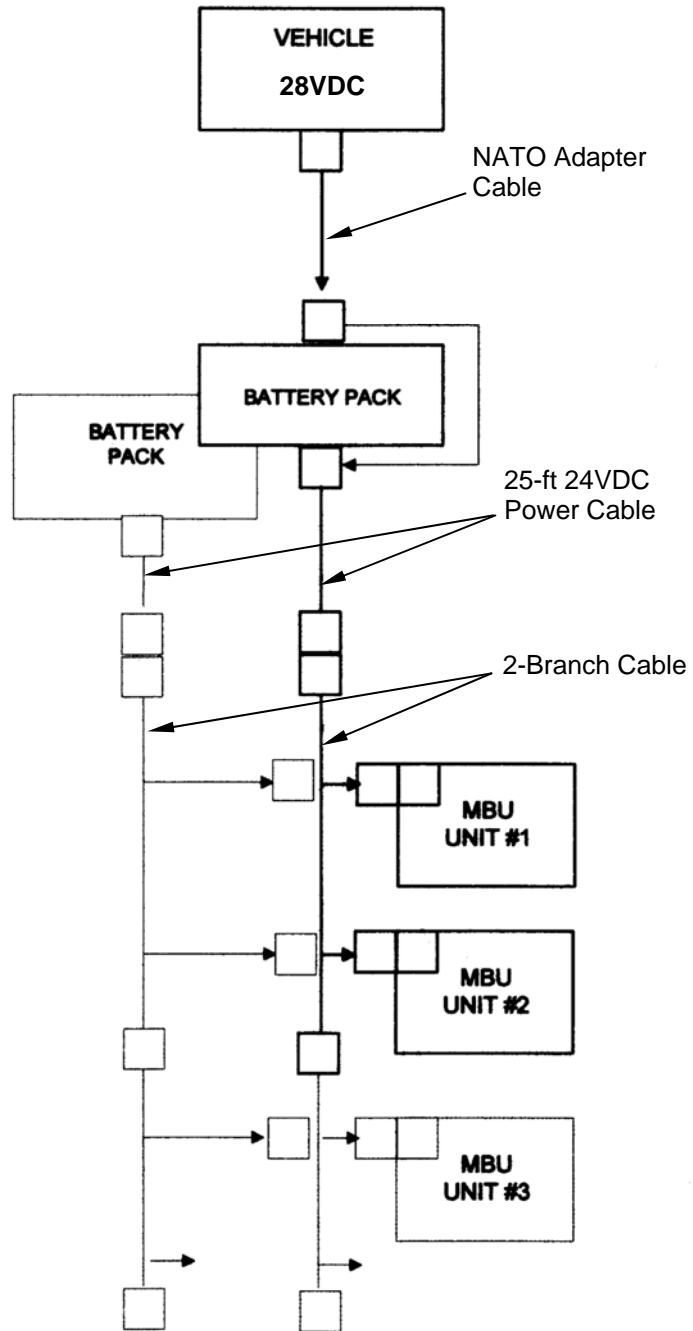 VEHICLE
28VDC
NATO Adapter
Cable
BATTERY PACK
BATTERY
PACK
25-ft 24VDC
Power Cable
2-Branch Cable
MBU
UNIT #1
MBU
UNIT #2
MBU
UNIT #3